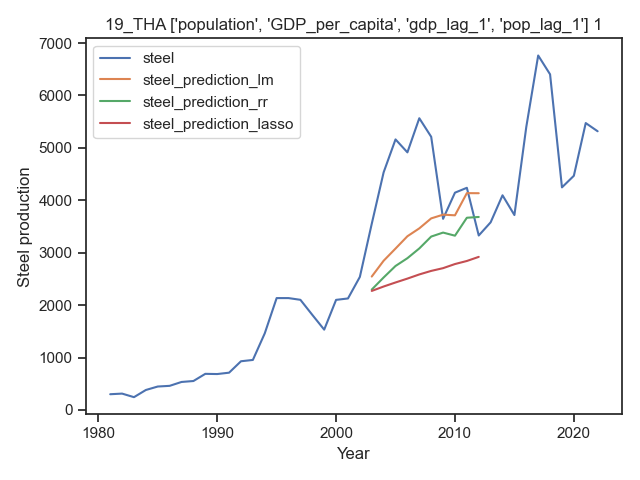 19_THA ['population', 'GDP_per_capita', 'gdp_lag_1', 'pop_lag_1'] 1
steel
steel_prediction_lm
steel_prediction_rr
steel_prediction_lasso
Steel production
7000
6000
5000
4000
3000
2000
1000
0
1980 1990 2000 2010 2020
Year